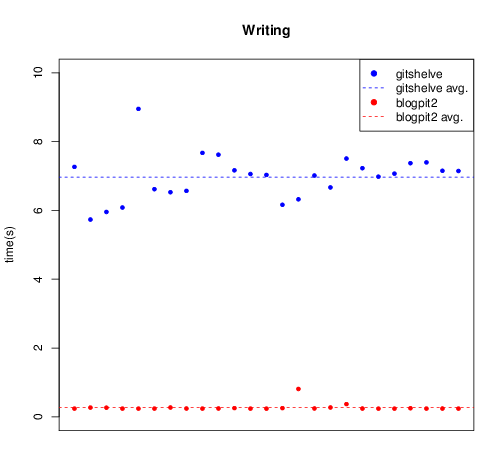 Writing
gitshelve
gitshelve avg.
blogpit2
blogpit2 avg.
time(s)
10
8
6
4
2
0